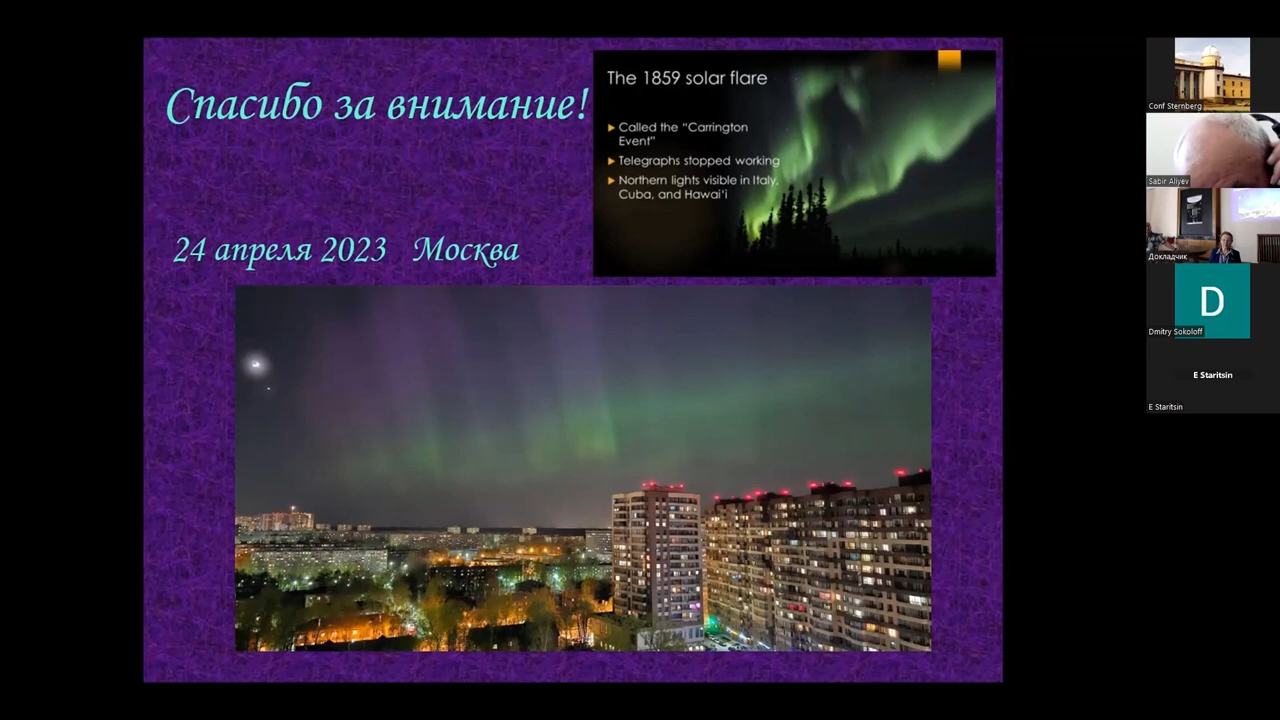 Спасибо за внимание!
24 апреля 2023 Москва
The 1859 solar flare
Called the “Carrington
Event”
Telegraphs stopped working
Northern lights visible in Italy,
Cuba, and Hawai‘i
Conf Sternberg
Sabir Aliyev
Докладчик
D
Dmitry Sokoloff
E Staritsin
E Staritsin